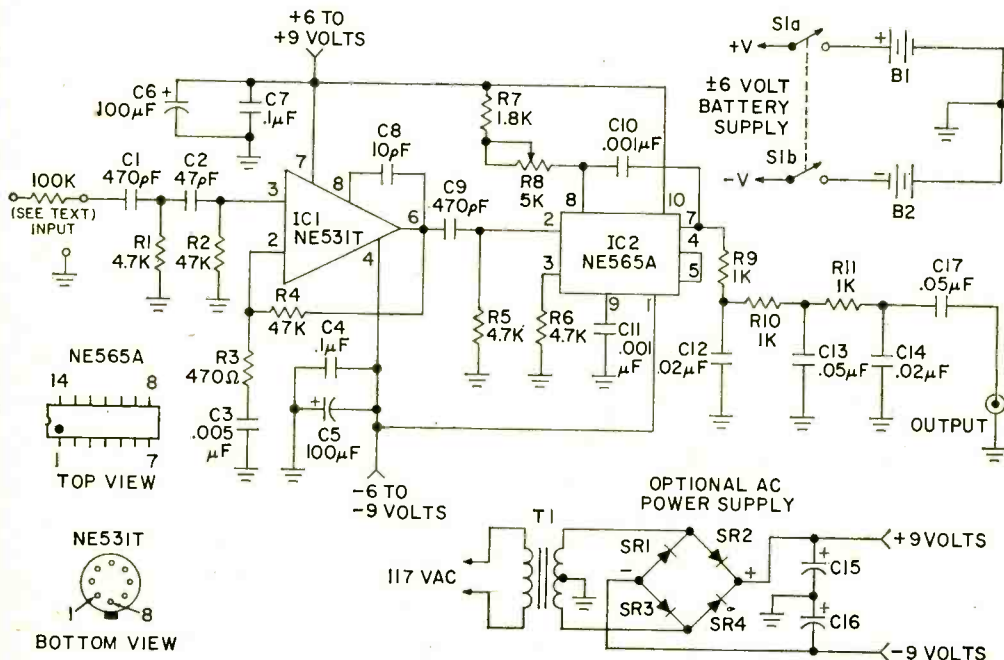 +6 TO
+9 VOLTS
C6 +
100µF
C7
.1µF
R7
1.8K
C10
.001µF
R8
5K
C8
10pF
C1
470pF
C2
47pF
100K
(SEE TEXT)
INPUT
R1
4.7K
R2
47K
3
2
7
8
6
4
IC1
NE531T
C9
470pF
R4
47K
R3
470Ω
C3
.005
µF
C4
.1µF
+
C5
100µF
-6 TO
-9 VOLTS
R5
4.7K
R6
4.7K
2
3
8
10
7
4
5
9
1
IC2
NE565A
C11
.001
µF
R9
1K
R10
1K
R11
1K
C12
.02µF
C13
.05µF
C14
.02µF
C17
.05µF
OUTPUT
S1a
+V
+
B1
±6 VOLT
BATTERY
SUPPLY
S1b
-V
-
B2
NE565A
14 8
1 7
TOP VIEW
NE531T
1 8
BOTTOM VIEW
OPTIONAL AC
POWER SUPPLY
T1
117 VAC
SR1
SR2
SR3
SR4
-
+
+
C15
+
C16
+9 VOLTS
-9 VOLTS